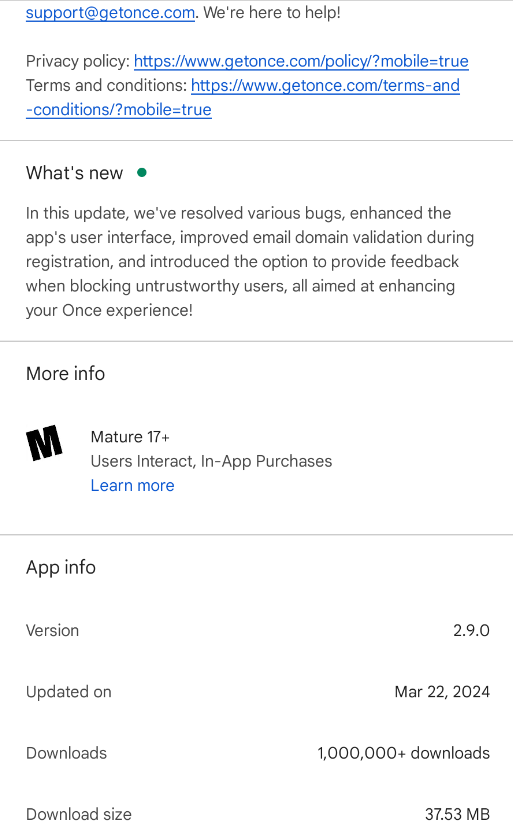 support@getonce.com. We're here to help!
Privacy policy: https://www.getonce.com/policy/?mobile=true
Terms and conditions: https://www.getonce.com/terms-and
-conditions/?mobile=true
What's new
In this update, we've resolved various bugs, enhanced the
app's user interface, improved email domain validation during
registration, and introduced the option to provide feedback
when blocking untrustworthy users, all aimed at enhancing
your Once experience!
More info
M
Mature 17+
Users Interact, In-App Purchases
Learn more
App info
Version 2.9.0
Updated on Mar 22, 2024
Downloads 1,000,000+ downloads
Download size 37.53 MB